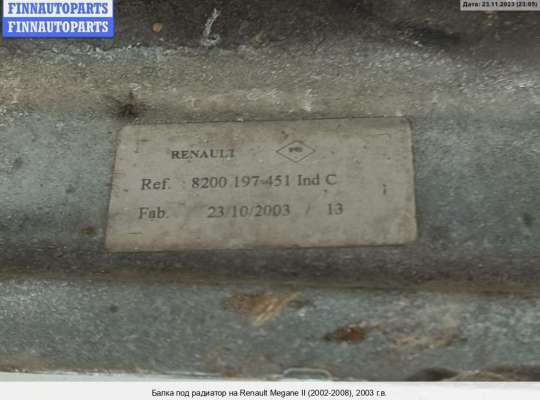 FINNAUTOPARTS
FINNAUTOPARTS
Дата: 23.11.2023 (23:05)
RENAULT
Ref. 8200 197-451 Ind C
Fab. 23/10/2003 / 13
Балка под радиатор на Renault Megane II (2002-2008), 2003 г.в.